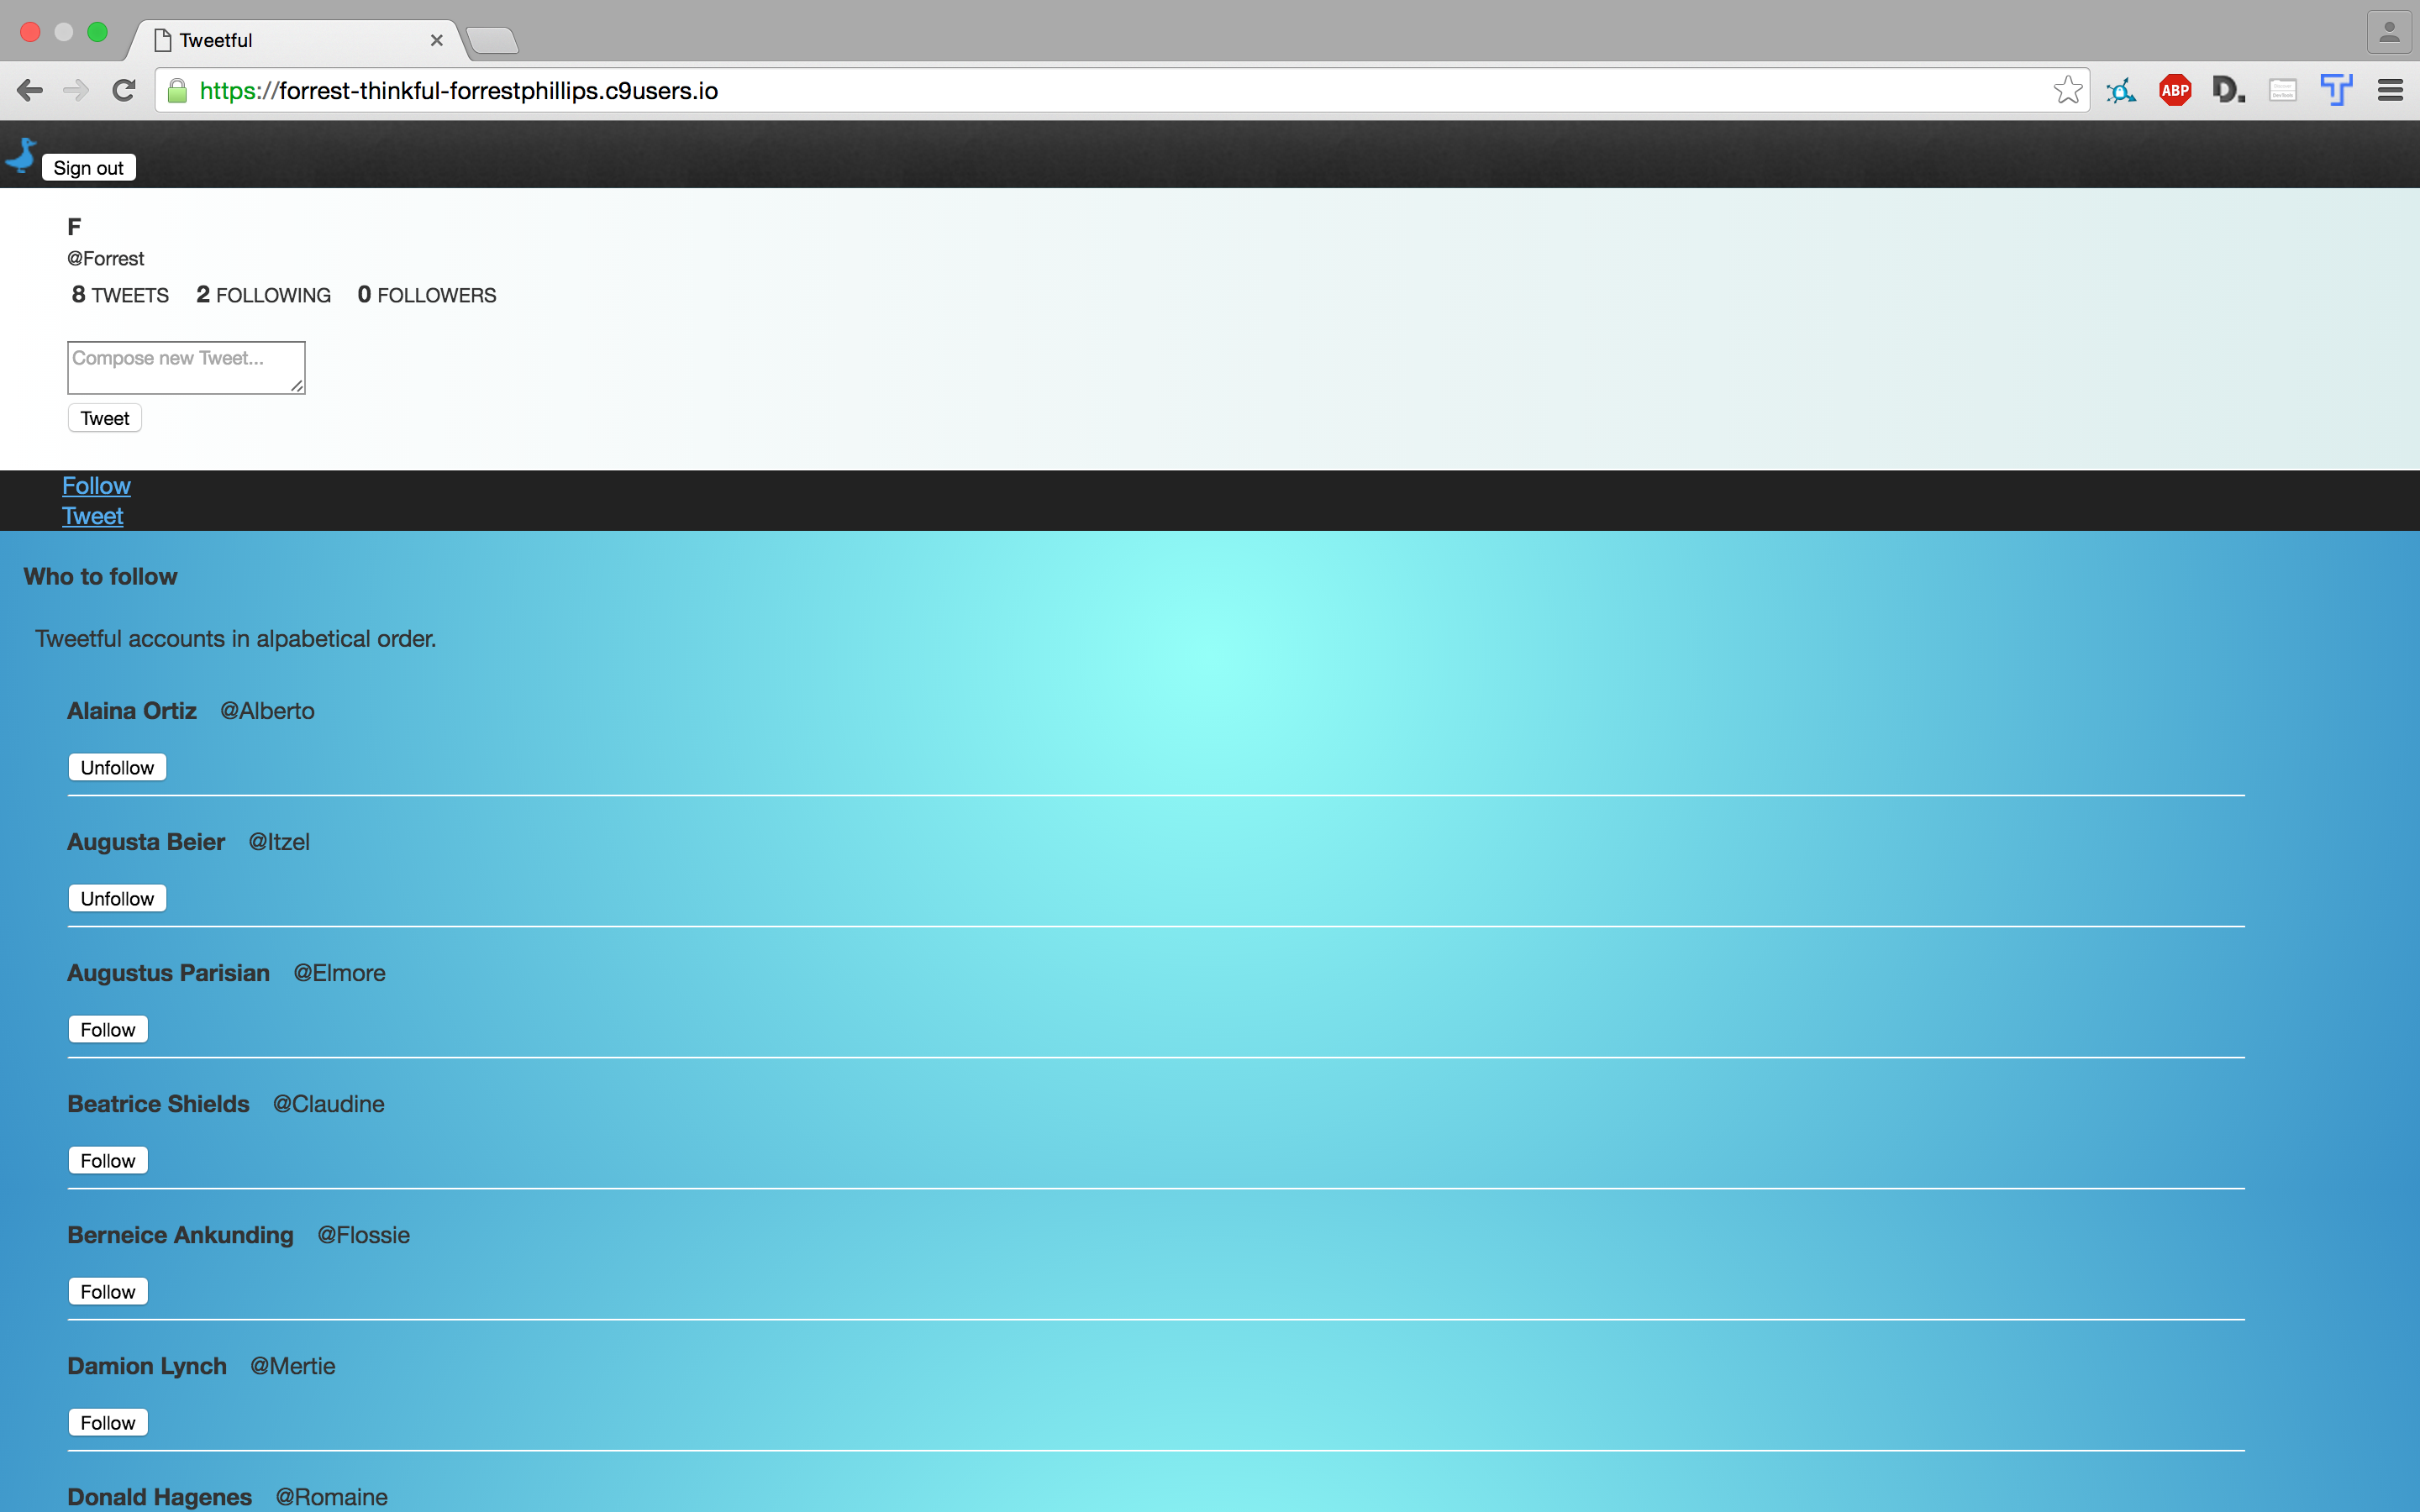 Tweetful
https://forrest-thinkful-forrestphillips.c9users.io
ABP
D.
Sign out
F
@Forrest
8 TWEETS 2 FOLLOWING 0 FOLLOWERS
Compose new Tweet...
Tweet
Follow
Tweet
Who to follow
Tweetful accounts in alpabetical order.
Alaina Ortiz @Alberto
Unfollow
Augusta Beier @Itzel
Unfollow
Augustus Parisian @Elmore
Follow
Beatrice Shields @Claudine
Follow
Berneice Ankunding @Flossie
Follow
Damion Lynch @Mertie
Follow
Donald Hagenes @Romaine